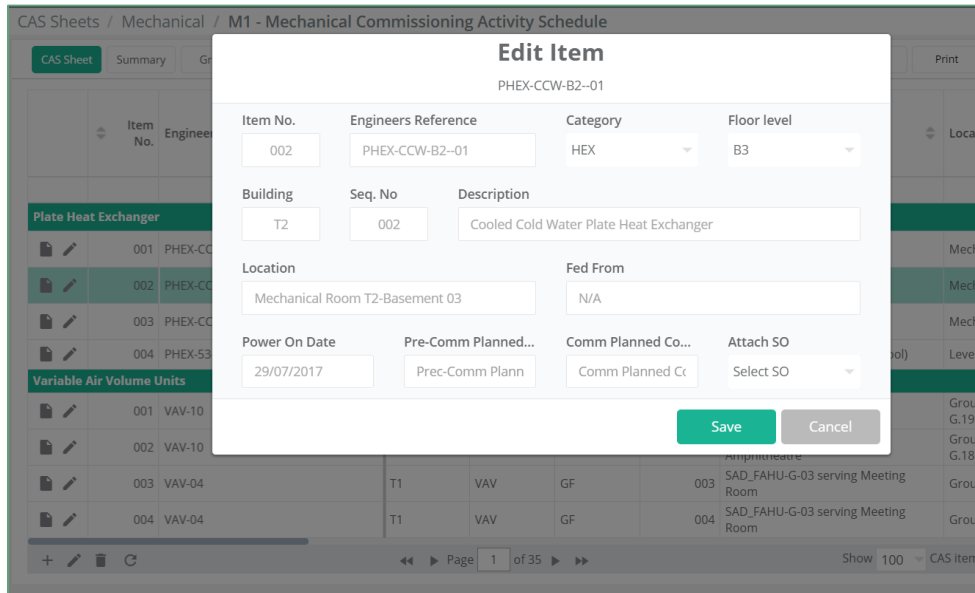 CAS Sheets / Mechanical / M1 - Mechanical Commissioning Activity Schedule
CAS Sheet Summary Gr Print
Edit Item
PHEX-CCW-B2--01
Item No. Engineers Reference Category Floor level
002 PHEX-CCW-B2--01 HEX B3
Building Seq. No Description
T2 002 Cooled Cold Water Plate Heat Exchanger
Location Fed From
Mechanical Room T2-Basement 03 N/A
Power On Date Pre-Comm Planned... Comm Planned Co... Attach SO
29/07/2017 Prec-Comm Plann Comm Planned Cc Select SO
Save Cancel
Item No. Engineer Loca
Plate Heat Exchanger
001 PHEX-CC Mech
002 PHEX-CC Mech
003 PHEX-CC Mech
004 PHEX-53 ool) Leve
Variable Air Volume Units
001 VAV-10 Grou
G.19
002 VAV-10 Amphitheatre Grou
G.18
003 VAV-04 T1 VAV GF 003 SAD_FAHU-G-03 serving Meeting Grou
Room
004 VAV-04 T1 VAV GF 004 SAD_FAHU-G-03 serving Meeting Grou
Room
Page 1 of 35 Show 100 CAS item